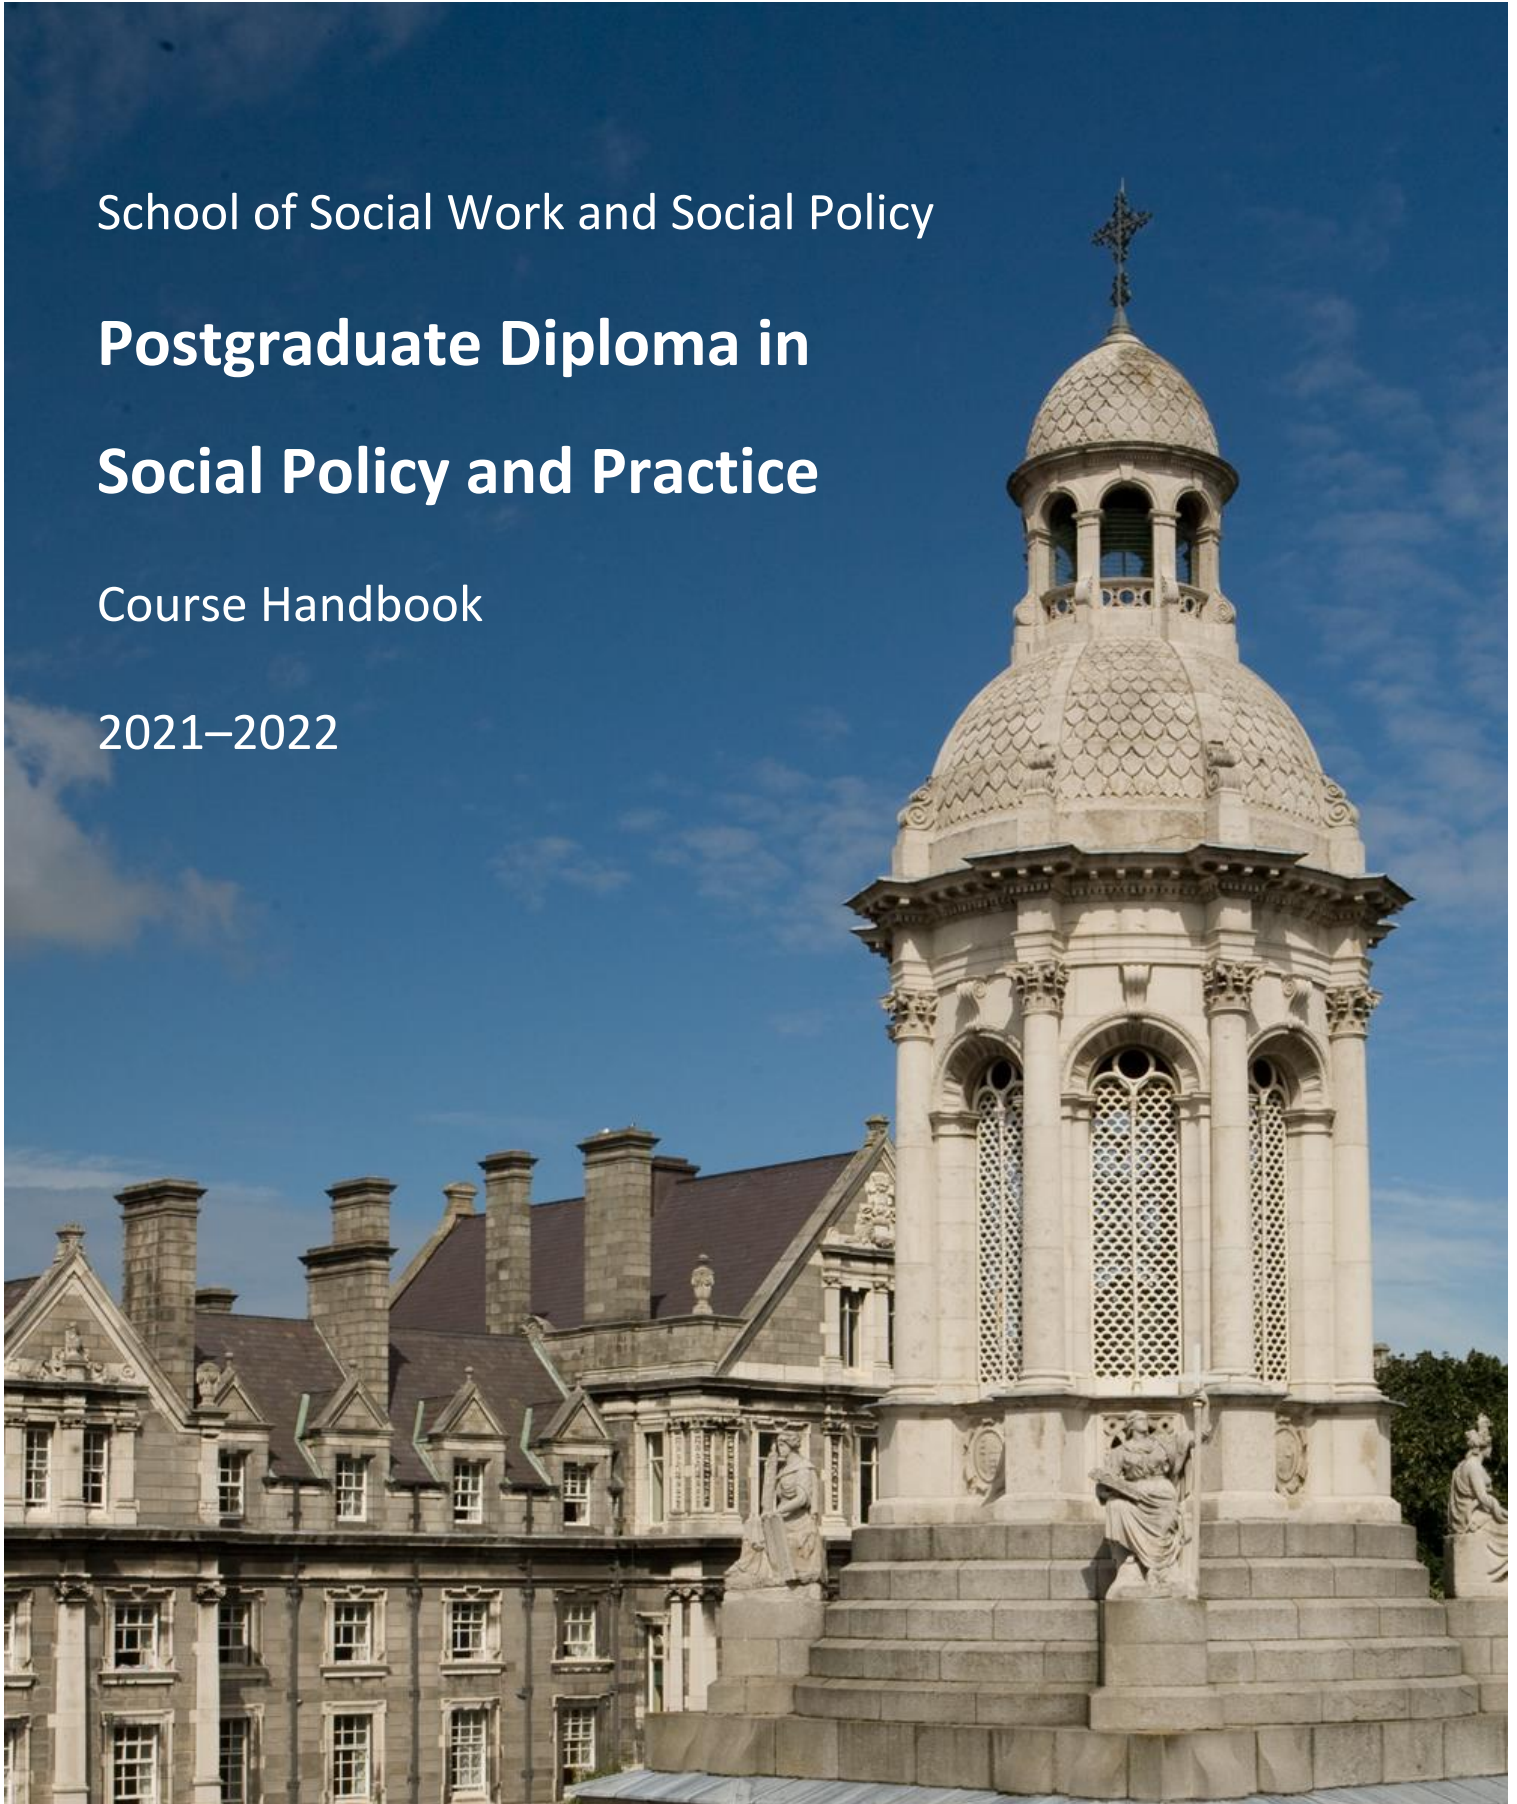 School of Social Work and Social Policy
Postgraduate Diploma in
Social Policy and Practice
Course Handbook
2021–2022